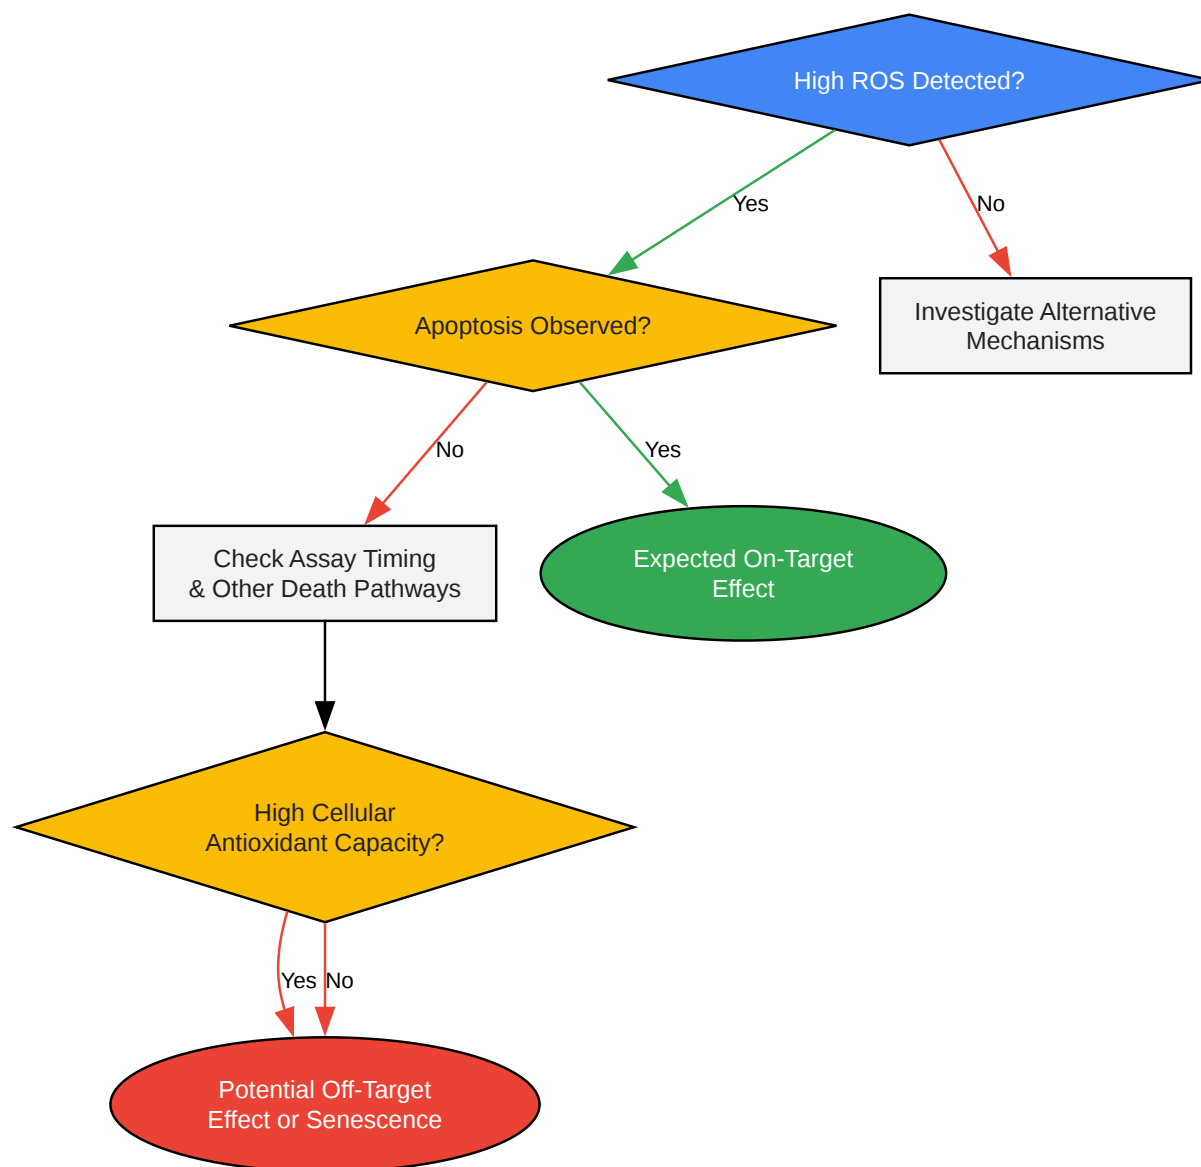 High ROS Detected?
Yes
No
Apoptosis Observed?
Investigate Alternative
Mechanisms
No
Yes
Check Assay Timing
& Other Death Pathways
Expected On-Target
Effect
High Cellular
Antioxidant Capacity?
Yes
No
Potential Off-Target
Effect or Senescence